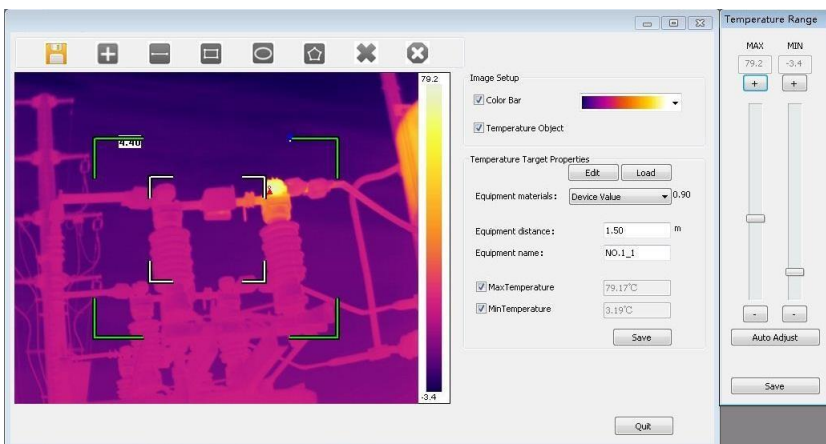 Temperature Range
79.2
4.40
-3.4
Image Setup
Color Bar
Temperature Object
Temperature Target Properties
Edit Load
Equipment materials: Device Value 0.90
Equipment distance: 1.50 m
Equipment name: NO.1_1
MaxTemperature 79.17℃
MinTemperature 3.19℃
Save
Quit
MAX MIN
79.2 -3.4
+ +
- -
Auto Adjust
Save